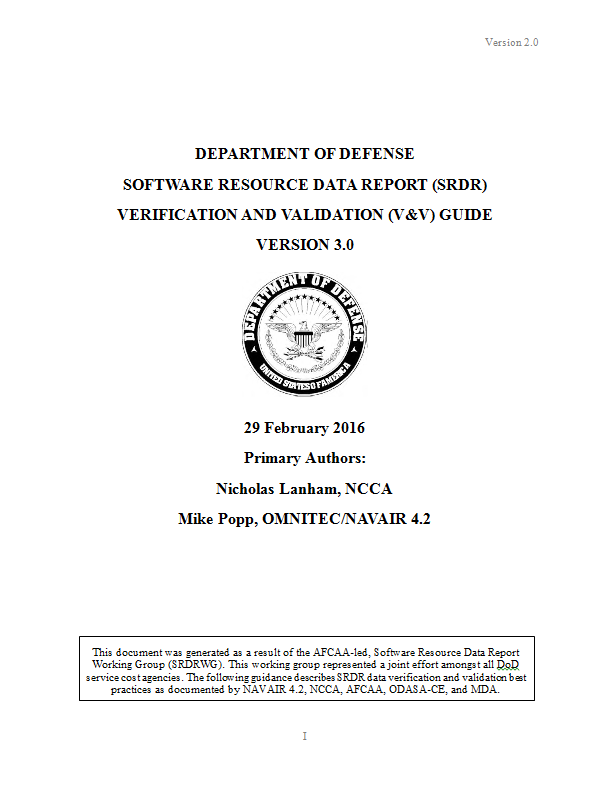 Version 2.0
DEPARTMENT OF DEFENSE
SOFTWARE RESOURCE DATA REPORT (SRDR)
VERIFICATION AND VALIDATION (V&V) GUIDE
VERSION 3.0
DEPARTMENT OF DEFENSE
UNITED STATES OF AMERICA
29 February 2016
Primary Authors:
Nicholas Lanham, NCCA
Mike Popp, OMNITEC/NAVAIR 4.2
This document was generated as a result of the AFCAA-led, Software Resource Data Report
Working Group (SRDRWG). This working group represented a joint effort amongst all DoD
service cost agencies. The following guidance describes SRDR data verification and validation best
practices as documented by NAVAIR 4.2, NCCA, AFCAA, ODASA-CE, and MDA.
I